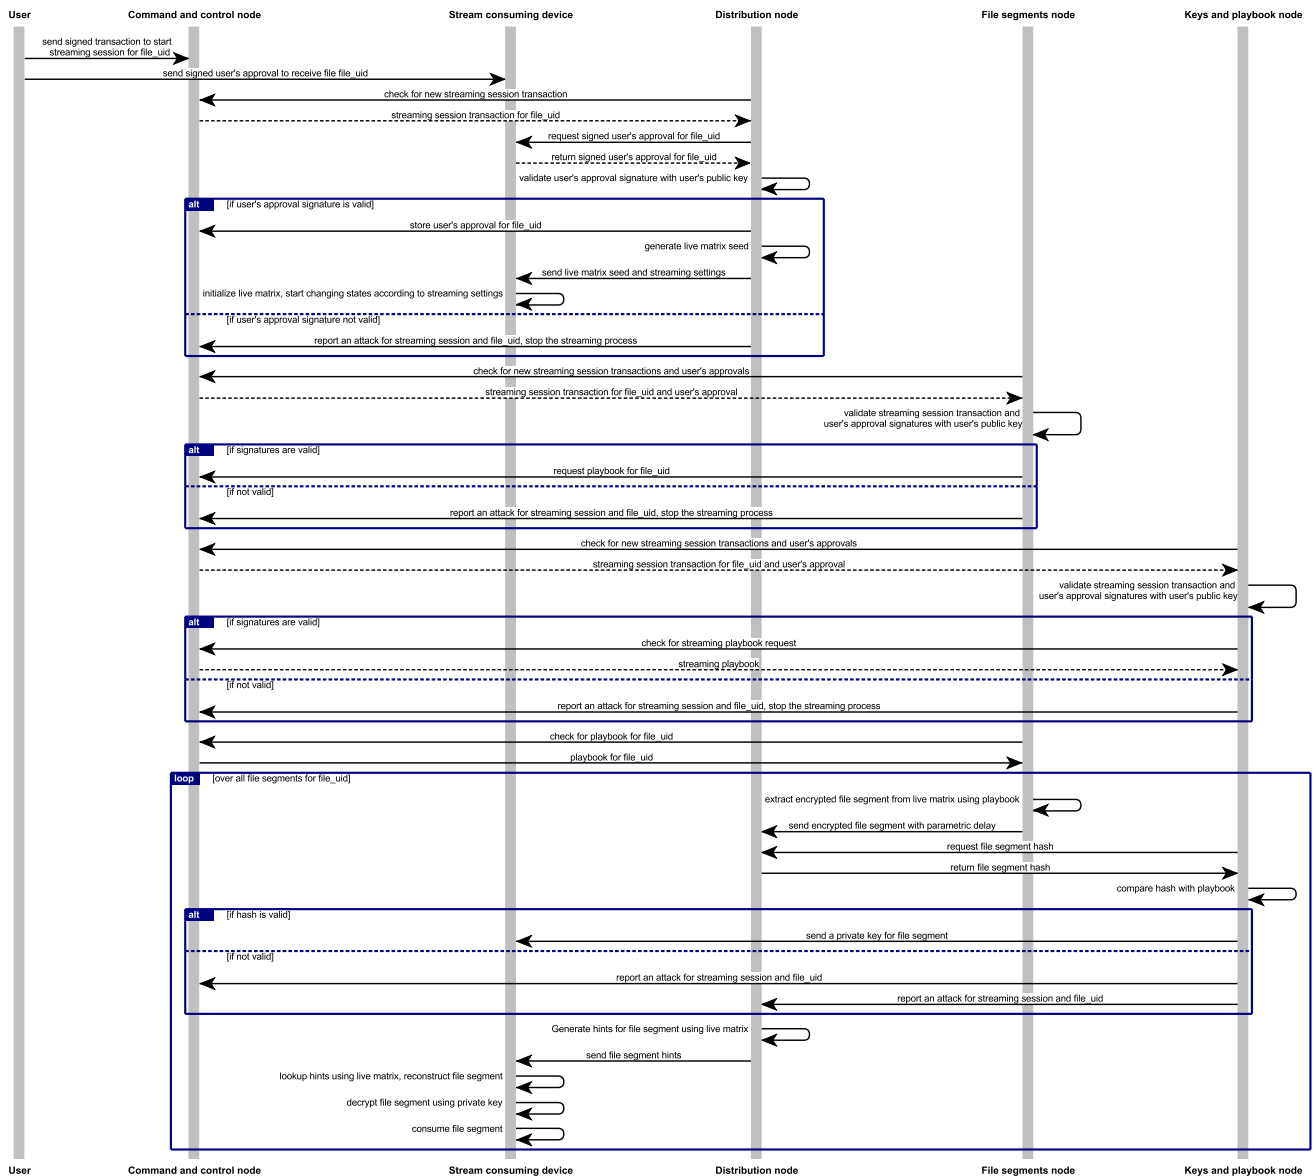 User
Command and control node
Stream consuming device
Distribution node
File segments node
Keys and playbook node
send signed transaction to start
streaming session for file_uid
send signed user's approval to receive file file_uid
check for new streaming session transaction
streaming session transaction for file_uid
request signed user's approval for file_uid
return signed user's approval for file_uid
validate user's approval signature with user's public key
alt
[if user's approval signature is valid]
store user's approval for file_uid
generate live matrix seed
send live matrix seed and streaming settings
initialize live matrix, start changing states according to streaming settings
[if user's approval signature not valid]
report an attack for streaming session and file_uid, stop the streaming process
check for new streaming session transactions and user's approvals
streaming session transaction for file_uid and user's approval
validate streaming session transaction and
user's approval signatures with user's public key
alt
[if signatures are valid]
request playbook for file_uid
[if not valid]
report an attack for streaming session and file_uid, stop the streaming process
check for new streaming session transactions and user's approvals
streaming session transaction for file_uid and user's approval
validate streaming session transaction and
user's approval signatures with user's public key
alt
[if signatures are valid]
check for streaming playbook request
streaming playbook
[if not valid]
report an attack for streaming session and file_uid, stop the streaming process
check for playbook for file_uid
playbook for file_uid
loop
[over all file segments for file_uid]
extract encrypted file segment from live matrix using playbook
send encrypted file segment with parametric delay
request file segment hash
return file segment hash
compare hash with playbook
alt
[if hash is valid]
send a private key for file segment
[if not valid]
report an attack for streaming session and file_uid
report an attack for streaming session and file_uid
Generate hints for file segment using live matrix
send file segment hints
lookup hints using live matrix, reconstruct file segment
decrypt file segment using private key
consume file segment
User
Command and control node
Stream consuming device
Distribution node
File segments node
Keys and playbook node